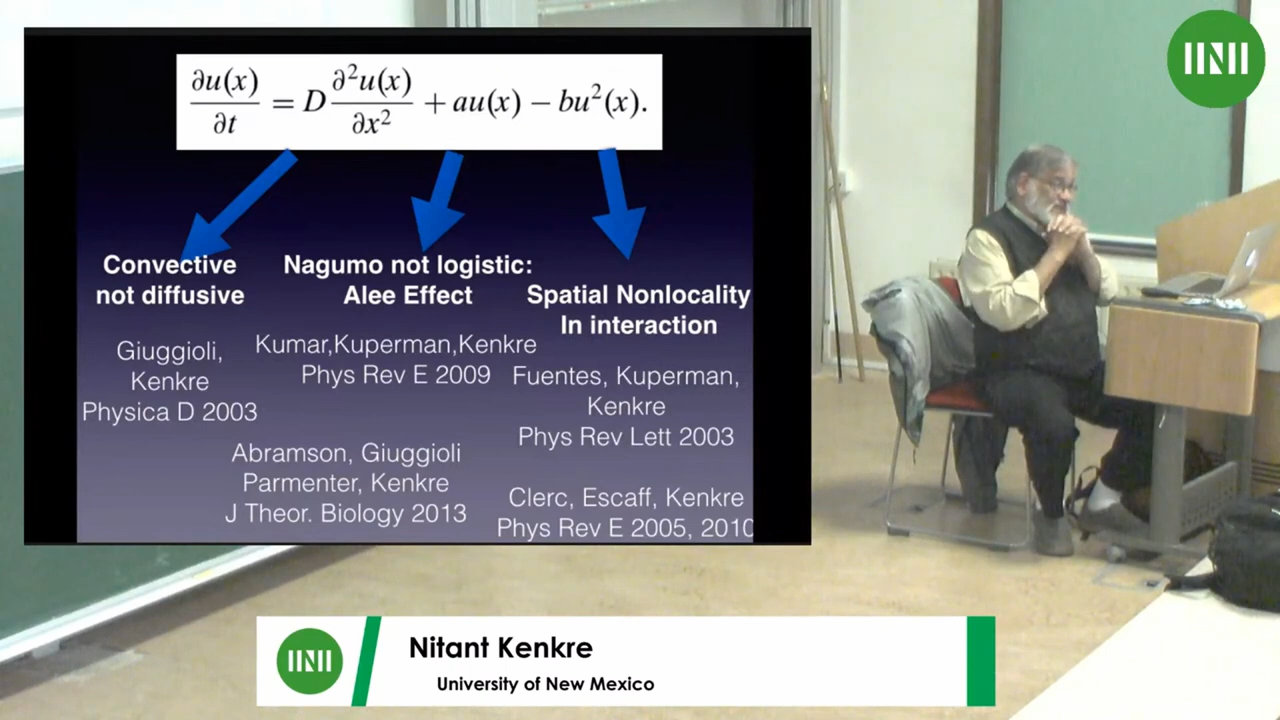 ∂u(x)/∂t = D ∂²u(x)/∂x² + au(x) − bu²(x).
Convective
not diffusive
Giuggioli,
Kenkre
Physica D 2003
Nagumo not logistic:
Alee Effect
Kumar,Kuperman,Kenkre
Phys Rev E 2009
Abramson, Giuggioli
Parmenter, Kenkre
J Theor. Biology 2013
Spatial Nonlocality
In interaction
Fuentes, Kuperman,
Kenkre
Phys Rev Lett 2003
Clerc, Escaff, Kenkre
Phys Rev E 2005, 2010
Nitant Kenkre
University of New Mexico